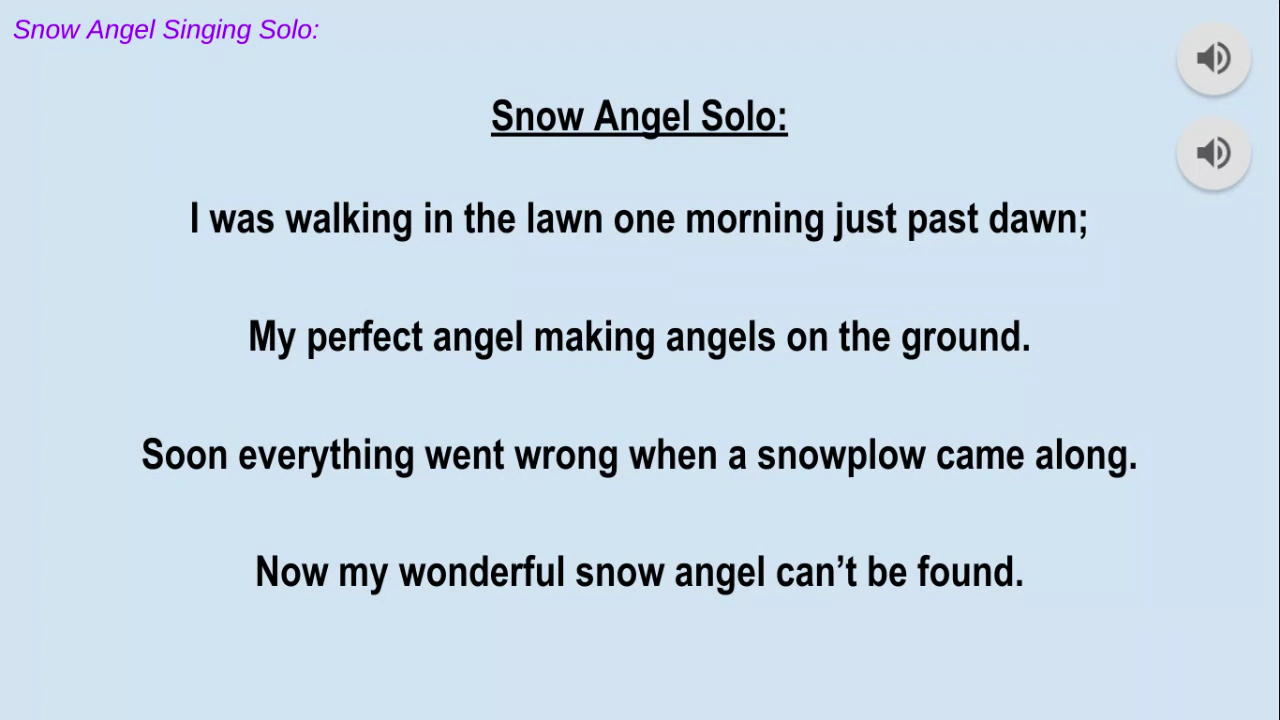 Snow Angel Singing Solo:
Snow Angel Solo:
I was walking in the lawn one morning just past dawn;
My perfect angel making angels on the ground.
Soon everything went wrong when a snowplow came along.
Now my wonderful snow angel can’t be found.